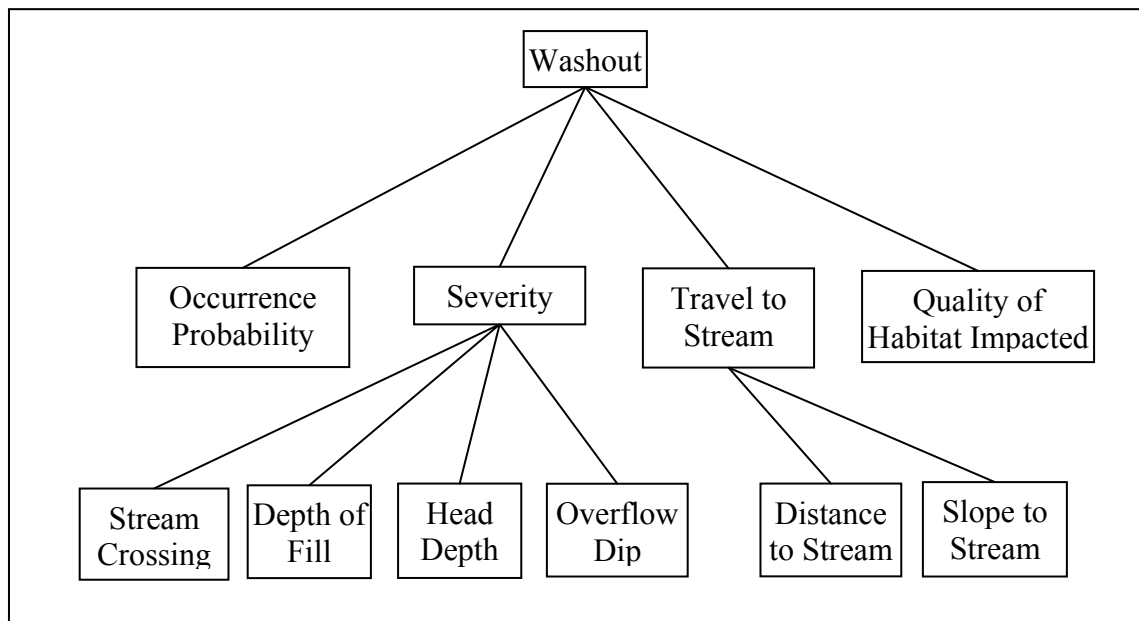 Washout
Occurrence
Probability
Severity
Travel to
Stream
Quality of
Habitat Impacted
Stream
Crossing
Depth of
Fill
Head
Depth
Overflow
Dip
Distance
to Stream
Slope to
Stream